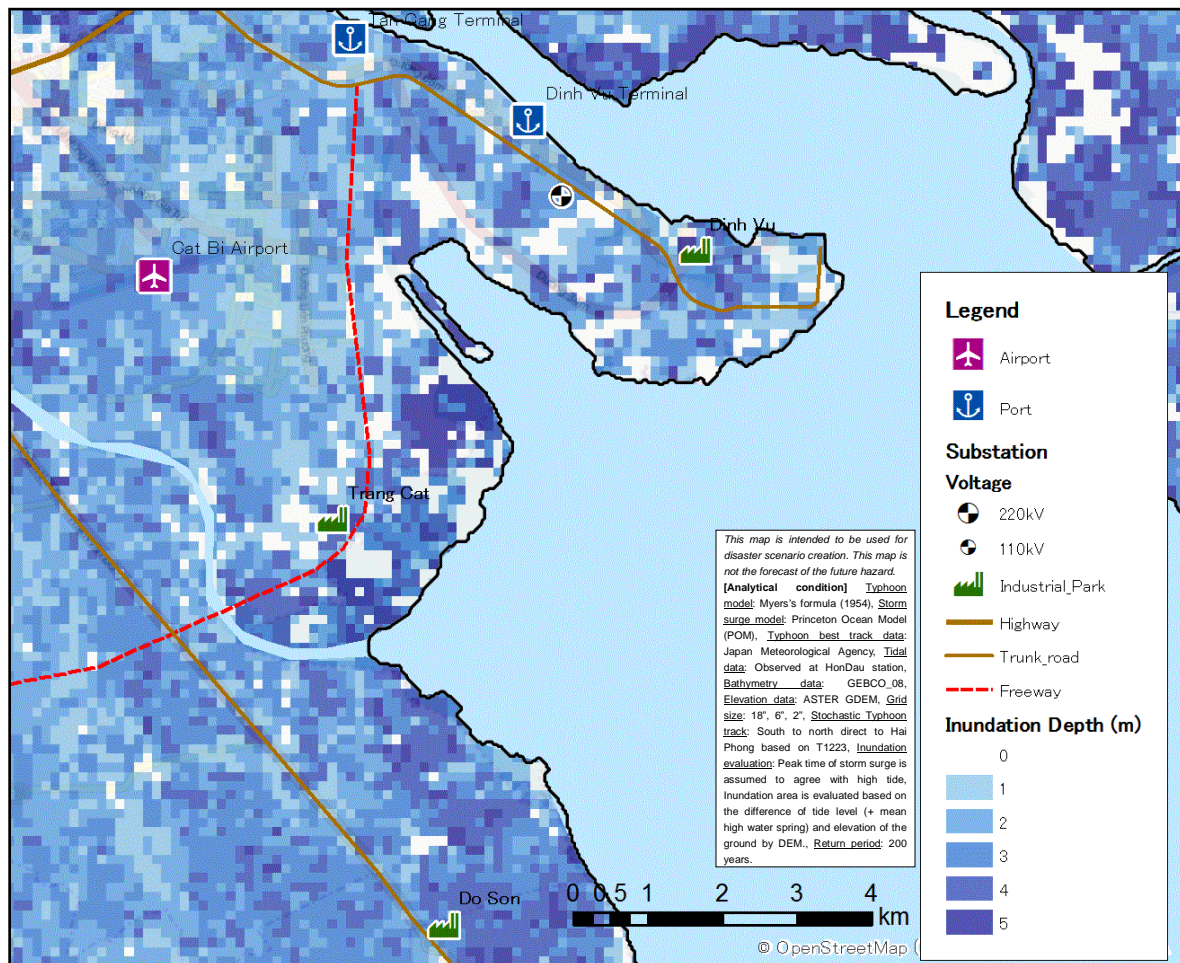 Tan Cang Terminal
Dinh Vu Terminal
Dinh Vu
Cat Bi Airport
Trang Cat
Do Son
Legend
Airport
Port
Substation
Voltage
220kV
110kV
Industrial_Park
Highway
Trunk_road
Freeway
Inundation Depth (m)
0
1
2
3
4
5
This map is intended to be used for
disaster scenario creation. This map is
not the forecast of the future hazard.
[Analytical condition] Typhoon
model: Myers's formula (1954), Storm
surge model: Princeton Ocean Model
(POM), Typhoon best track data:
Japan Meteorological Agency, Tidal
data: Observed at HonDau station,
Bathymetry data: GEBCO_08,
Elevation data: ASTER GDEM, Grid
size: 18", 6", 2", Stochastic Typhoon
track: South to north direct to Hai
Phong based on T1223, Inundation
evaluation: Peak time of storm surge is
assumed to agree with high tide,
Inundation area is evaluated based on
the difference of tide level (+ mean
high water spring) and elevation of the
ground by DEM., Return period: 200
years.
0 0.5 1 2 3 4
km
© OpenStreetMap (